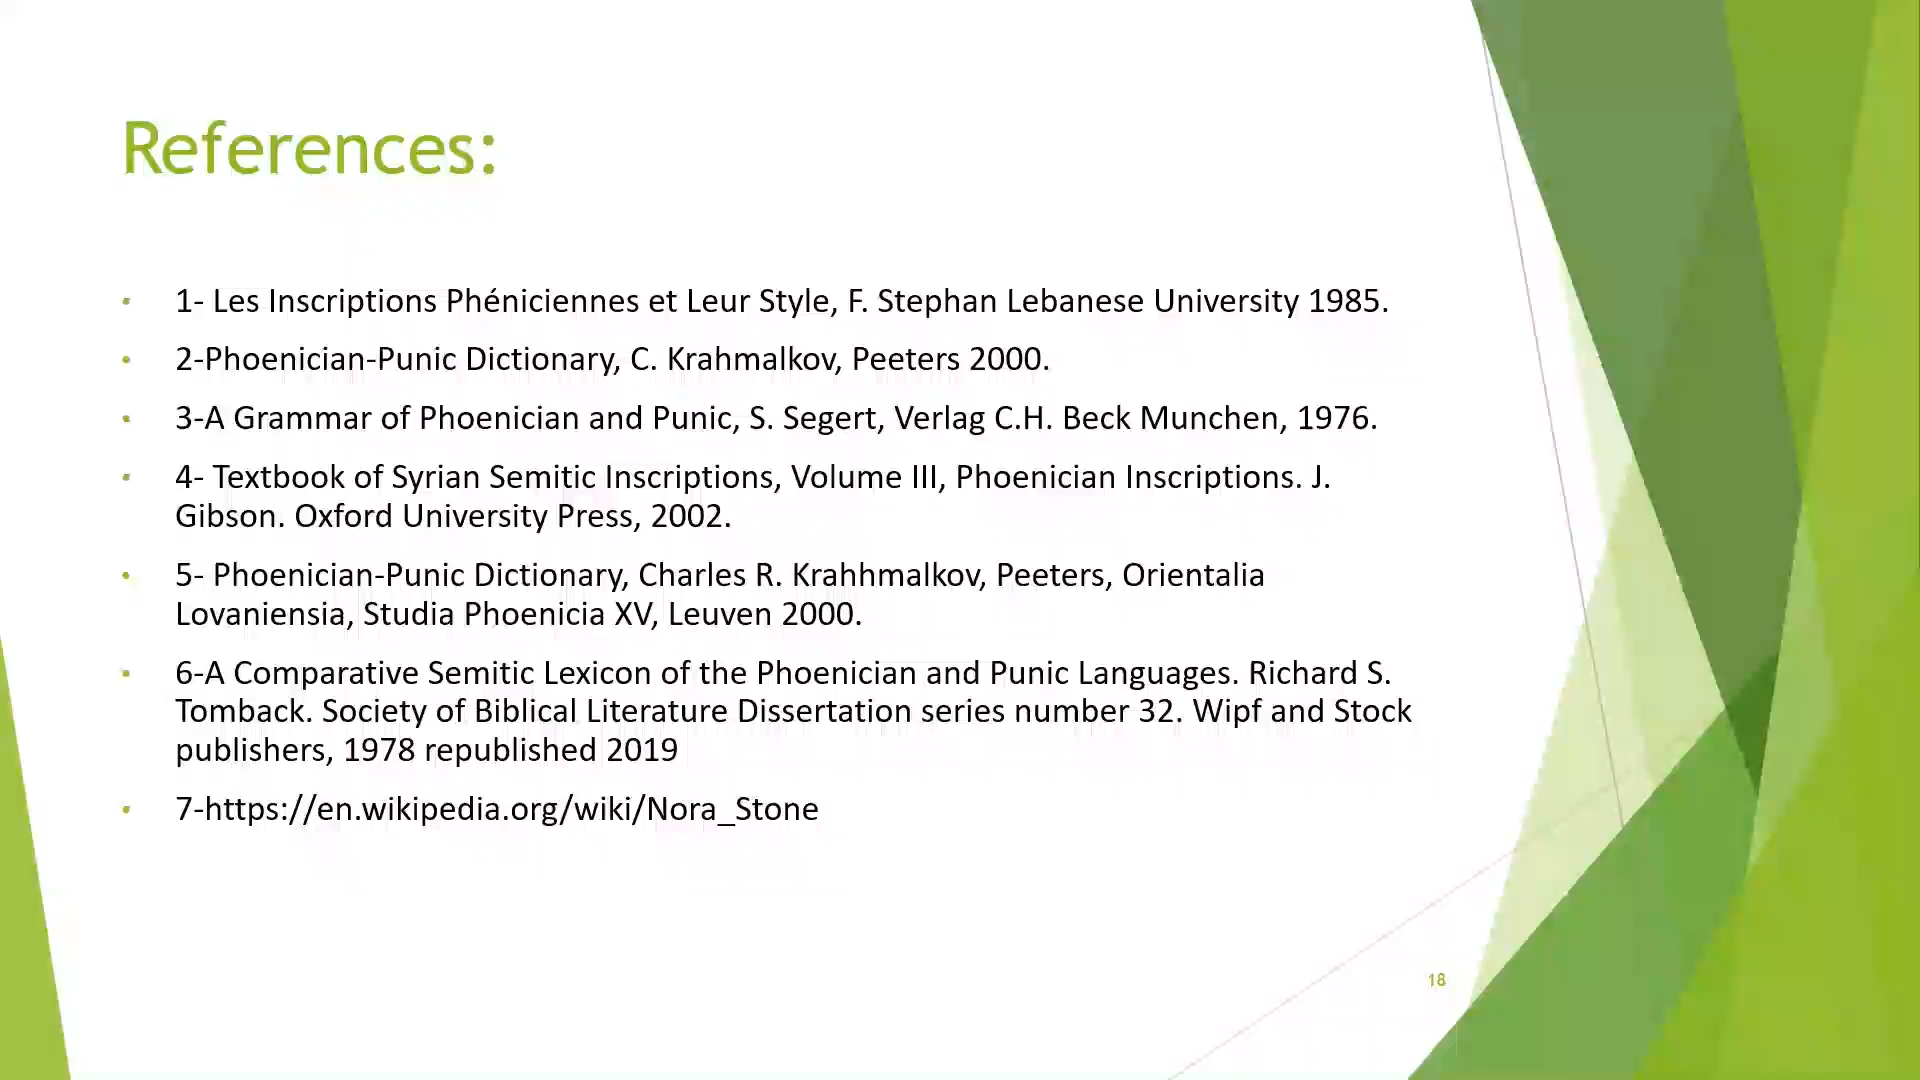 References:
• 1- Les Inscriptions Phéniciennes et Leur Style, F. Stephan Lebanese University 1985.
• 2-Phoenician-Punic Dictionary, C. Krahmalkov, Peeters 2000.
• 3-A Grammar of Phoenician and Punic, S. Segert, Verlag C.H. Beck Munchen, 1976.
• 4- Textbook of Syrian Semitic Inscriptions, Volume III, Phoenician Inscriptions. J.
Gibson. Oxford University Press, 2002.
• 5- Phoenician-Punic Dictionary, Charles R. Krahhmalkov, Peeters, Orientalia
Lovaniensia, Studia Phoenicia XV, Leuven 2000.
• 6-A Comparative Semitic Lexicon of the Phoenician and Punic Languages. Richard S.
Tomback. Society of Biblical Literature Dissertation series number 32. Wipf and Stock
publishers, 1978 republished 2019
• 7-https://en.wikipedia.org/wiki/Nora_Stone
18